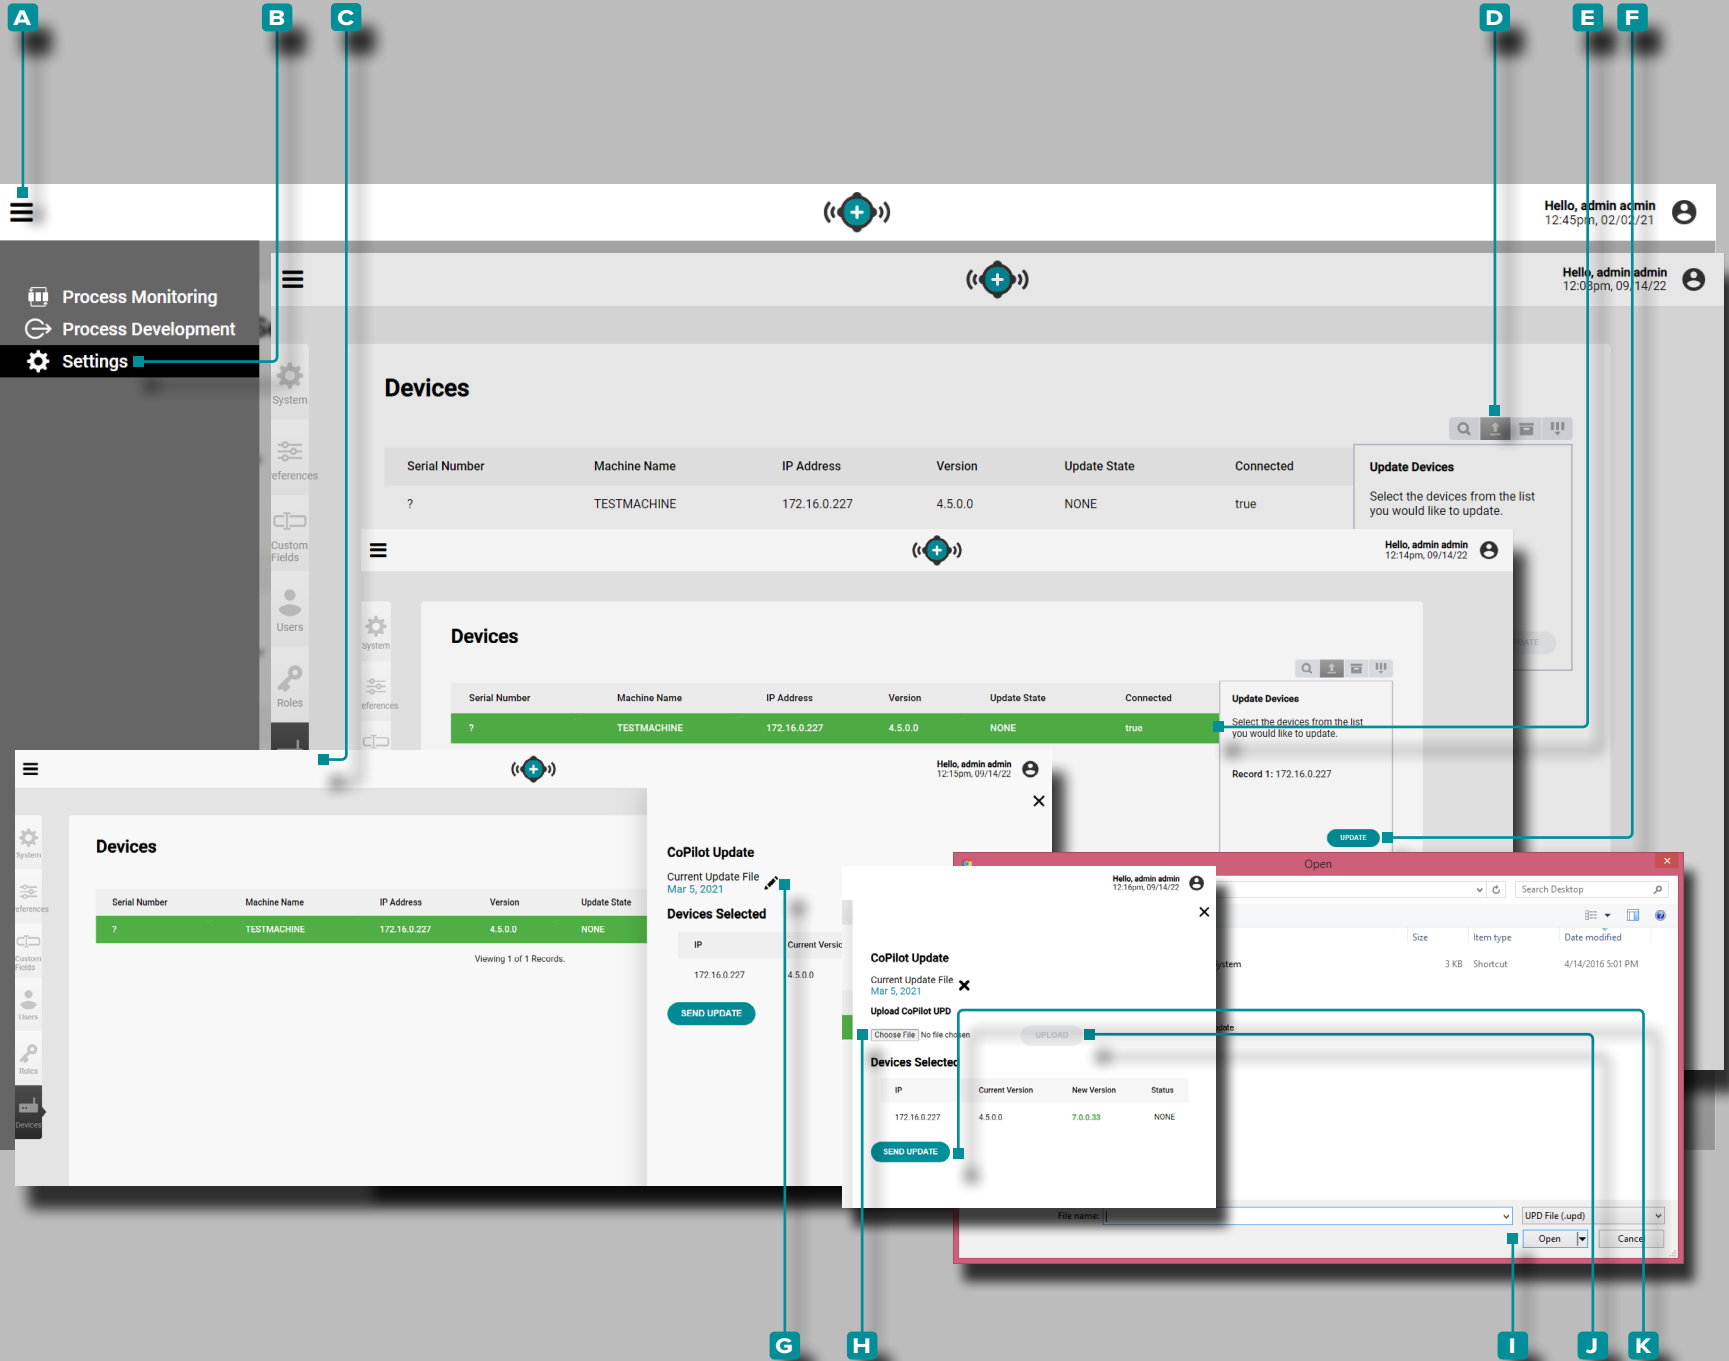 A
B
C
D
E
F
Hello, admin admin
12:45pm, 02/02/21
Process Monitoring
Process Development
Settings
Hello, admin admin
12:03pm, 09/14/22
System
eferences
Custom
Fields
Users
Roles
Devices
Serial Number Machine Name IP Address Version Update State Connected
? TESTMACHINE 172.16.0.227 4.5.0.0 NONE true
Update Devices
Select the devices from the list
you would like to update.
DATE
Hello, admin admin
12:14pm, 09/14/22
System
eferences
Devices
Serial Number Machine Name IP Address Version Update State Connected
? TESTMACHINE 172.16.0.227 4.5.0.0 NONE true
Update Devices
Select the devices from the list
you would like to update.
Record 1: 172.16.0.227
UPDATE
Hello, admin admin
12:15pm, 09/14/22
System
eferences
Custom
Fields
Users
Roles
Devices
Devices
Serial Number Machine Name IP Address Version Update State
? TESTMACHINE 172.16.0.227 4.5.0.0 NONE
Viewing 1 of 1 Records.
CoPilot Update
Current Update File
Mar 5, 2021
Devices Selected
IP Current Versio
172.16.0.227 4.5.0.0
SEND UPDATE
Hello, admin admin
12:16pm, 09/14/22
CoPilot Update
Current Update File
Mar 5, 2021
Upload CoPilot UPD
Choose File No file chosen
UPLOAD
Devices Selected
IP Current Version New Version Status
172.16.0.227 4.5.0.0 7.0.0.33 NONE
SEND UPDATE
Open
Search Desktop
Size Item type Date modified
ystem 3 KB Shortcut 4/14/2016 5:01 PM
pdate
File name:
UPD File (.upd)
Open
Cancel
G
H
I
J
K